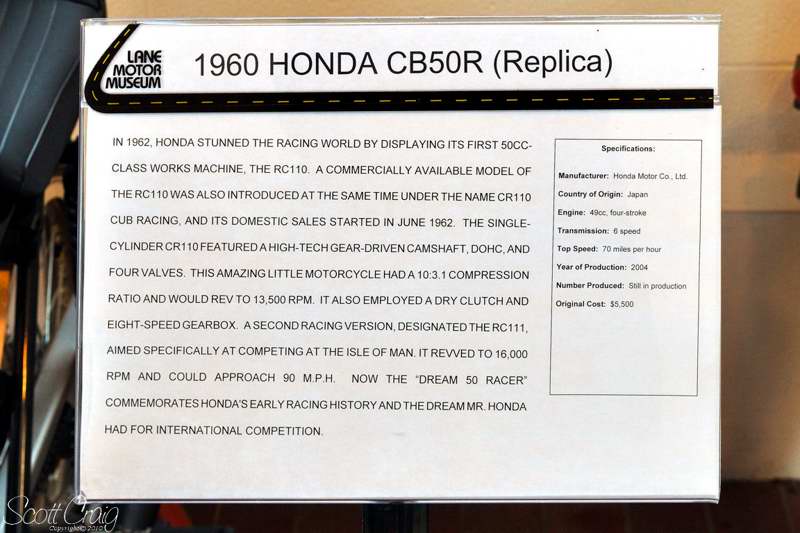 LANE
MOTOR
MUSEUM
1960 HONDA CB50R (Replica)
IN 1962, HONDA STUNNED THE RACING WORLD BY DISPLAYING ITS FIRST 50CC-
CLASS WORKS MACHINE, THE RC110. A COMMERCIALLY AVAILABLE MODEL OF
THE RC110 WAS ALSO INTRODUCED AT THE SAME TIME UNDER THE NAME CR110
CUB RACING, AND ITS DOMESTIC SALES STARTED IN JUNE 1962. THE SINGLE-
CYLINDER CR110 FEATURED A HIGH-TECH GEAR-DRIVEN CAMSHAFT, DOHC, AND
FOUR VALVES. THIS AMAZING LITTLE MOTORCYCLE HAD A 10:3.1 COMPRESSION
RATIO AND WOULD REV TO 13,500 RPM. IT ALSO EMPLOYED A DRY CLUTCH AND
EIGHT-SPEED GEARBOX. A SECOND RACING VERSION, DESIGNATED THE RC111,
AIMED SPECIFICALLY AT COMPETING AT THE ISLE OF MAN. IT REVVED TO 16,000
RPM AND COULD APPROACH 90 M.P.H. NOW THE "DREAM 50 RACER"
COMMEMORATES HONDA'S EARLY RACING HISTORY AND THE DREAM MR. HONDA
HAD FOR INTERNATIONAL COMPETITION.
Specifications:
Manufacturer: Honda Motor Co., Ltd.
Country of Origin: Japan
Engine: 49cc, four-stroke
Transmission: 6 speed
Top Speed: 70 miles per hour
Year of Production: 2004
Number Produced: Still in production
Original Cost: $5,500
Scott Craig
Copyright © 2010